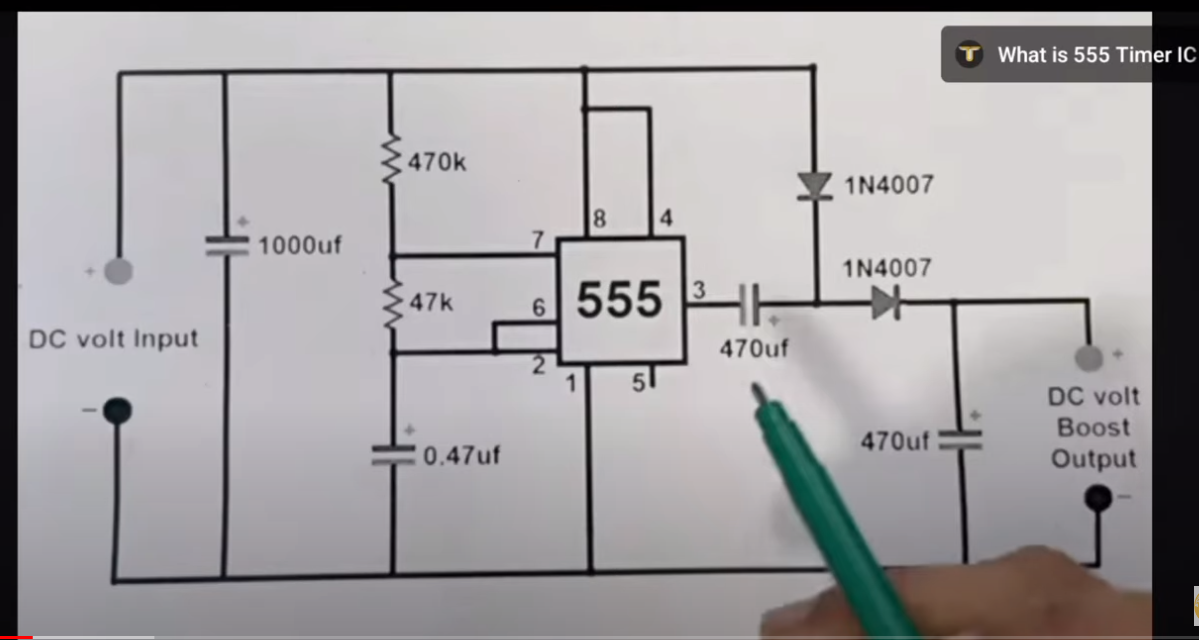 What is 555 Timer IC
470k
1N4007
8
4
7
+
1000uf
+
1N4007
47k
6
555
3
+
DC volt Input
470uf
2
1
5
+
−
DC volt
Boost
Output
+
0.47uf
470uf
+
−